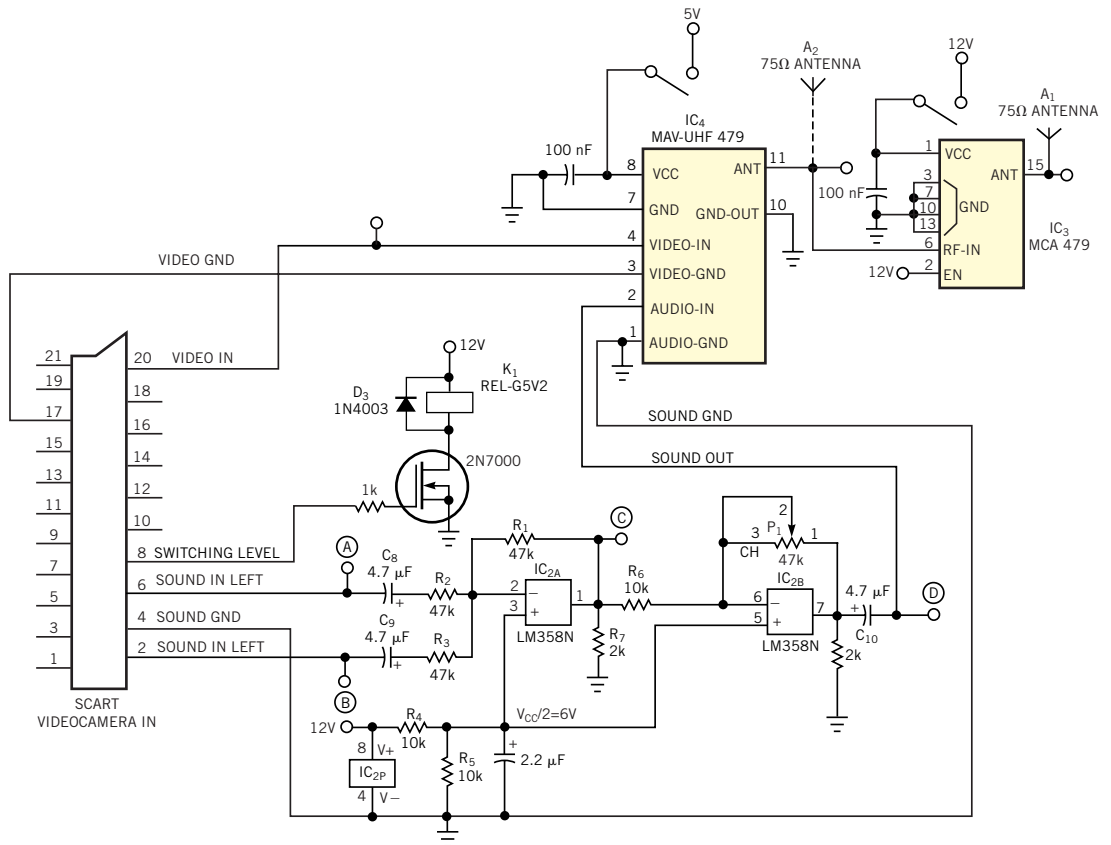 5V
A2
75Ω ANTENNA
12V
A1
75Ω ANTENNA
IC4
MAV-UHF 479
100 nF
8 VCC
7 GND
4 VIDEO-IN
3 VIDEO-GND
2 AUDIO-IN
1 AUDIO-GND
ANT 11
GND-OUT 10
100 nF
1 VCC
3
7
10
13
GND
6 RF-IN
2 EN
12V
ANT 15
IC3
MCA 479
VIDEO GND
21
19
17
15
13
11
9
7
5
3
1
20 VIDEO IN
18
16
14
12
10
8 SWITCHING LEVEL
6 SOUND IN LEFT
4 SOUND GND
2 SOUND IN LEFT
SCART
VIDEOCAMERA IN
12V
K1
REL-G5V2
D3
1N4003
2N7000
1k
SOUND GND
SOUND OUT
A
C8
4.7 µF
+
R2
47k
C9
4.7 µF
+
R3
47k
B
R1
47k
C
IC2A
2 −
3 +
1
LM358N
R6
10k
R7
2k
2
3 P1 1
CH
47k
IC2B
6 −
5 +
7
LM358N
4.7 µF
+
C10
D
2k
12V
R4
10k
VCC/2=6V
8 V+
IC2P
4 V−
R5
10k
+
2.2 µF